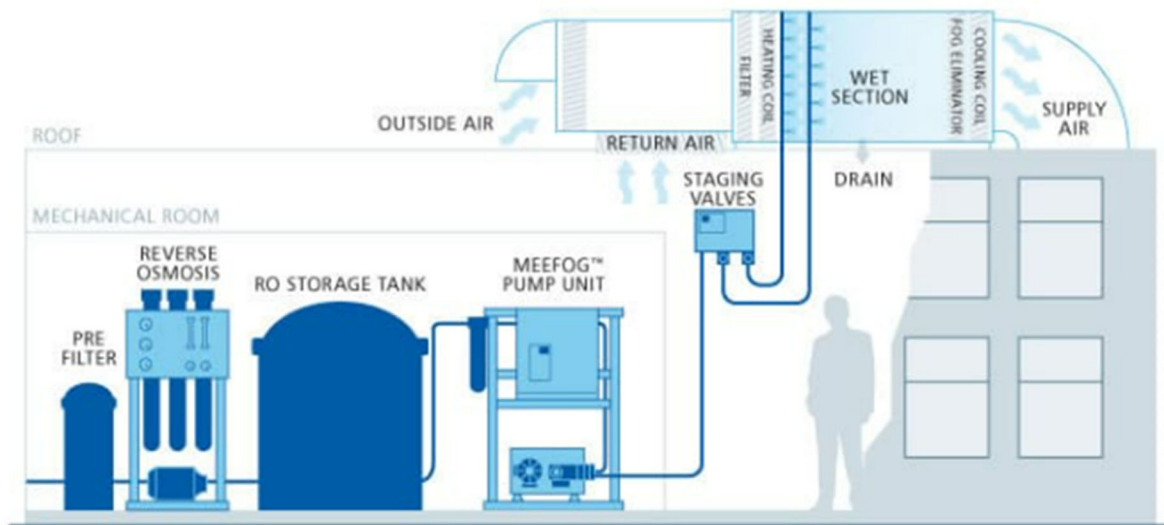 ROOF
OUTSIDE AIR
RETURN AIR
FILTER
HEATING COIL
WET
SECTION
FOG ELIMINATOR
COOLING COIL
SUPPLY
AIR
STAGING
VALVES
DRAIN
MECHANICAL ROOM
REVERSE
OSMOSIS
RO STORAGE TANK
MEEFOG™
PUMP UNIT
PRE
FILTER